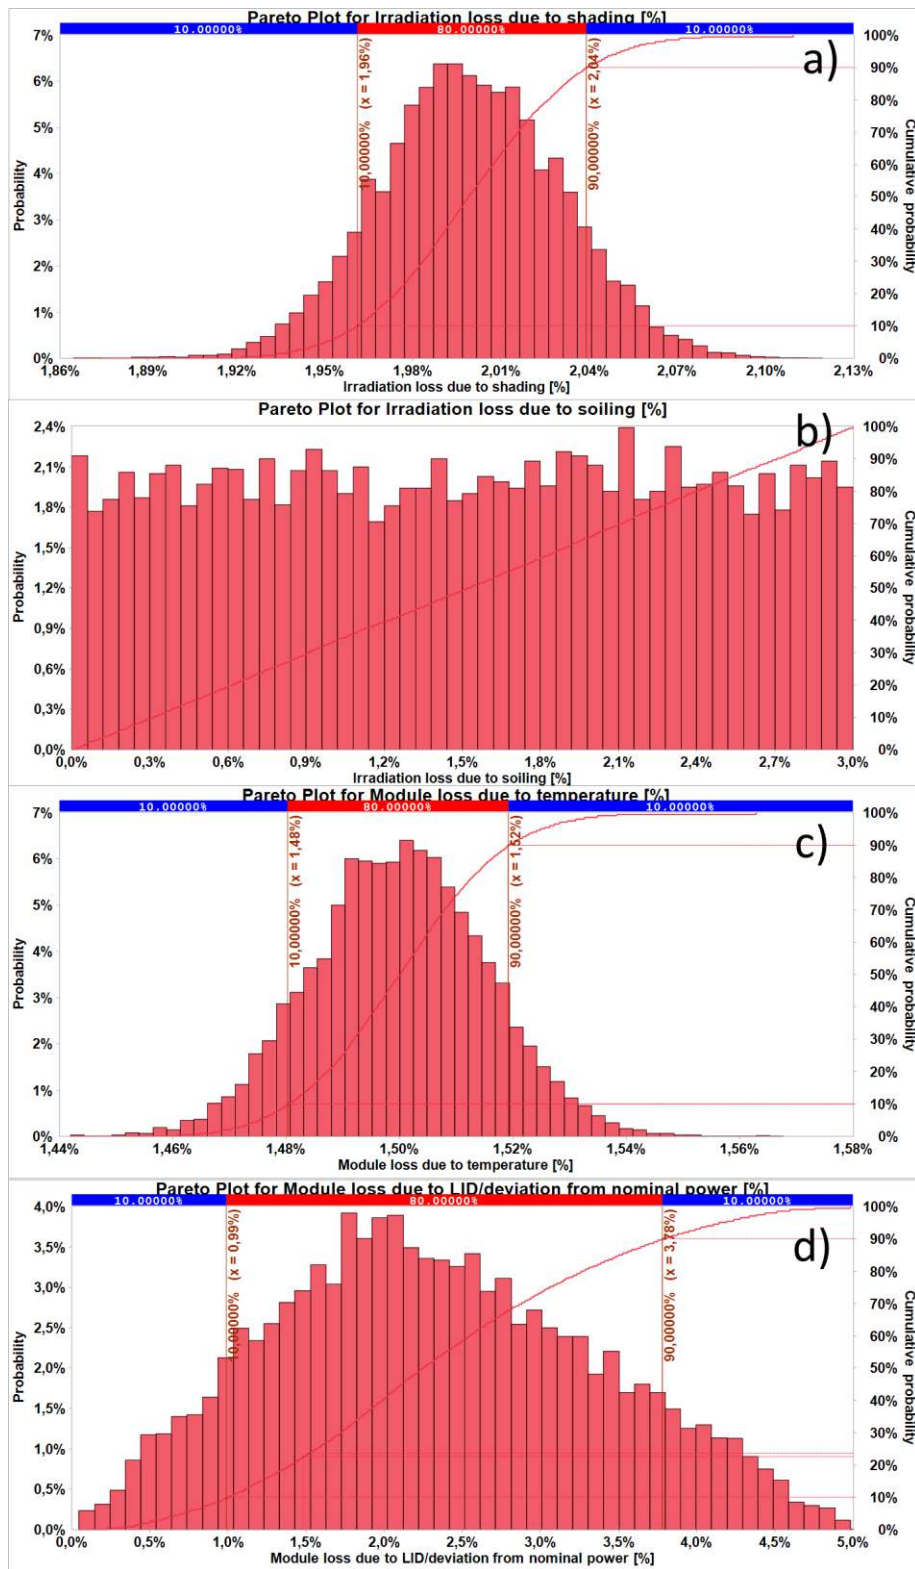 Pareto Plot for Irradiation loss due to shading [%]
10.00000% 80.00000% 10.00000%
a)
7%
6%
5%
4%
3%
2%
1%
0%
Probability
10,00000% (x = 1,96%)
90,00000% (x = 2,04%)
100%
90%
80%
70%
60%
50%
40%
30%
20%
10%
0%
Cumulative probability
1,86% 1,89% 1,92% 1,95% 1,98% 2,01% 2,04% 2,07% 2,10% 2,13%
Irradiation loss due to shading [%]
Pareto Plot for Irradiation loss due to soiling [%]
b)
2,4%
2,1%
1,8%
1,5%
1,2%
0,9%
0,6%
0,3%
0,0%
Probability
100%
90%
80%
70%
60%
50%
40%
30%
20%
10%
0%
Cumulative probability
0,0% 0,3% 0,6% 0,9% 1,2% 1,5% 1,8% 2,1% 2,4% 2,7% 3,0%
Irradiation loss due to soiling [%]
Pareto Plot for Module loss due to temperature [%]
10.00000% 80.00000% 10.00000%
c)
7%
6%
5%
4%
3%
2%
1%
0%
Probability
10,00000% (x = 1,48%)
90,00000% (x = 1,52%)
100%
90%
80%
70%
60%
50%
40%
30%
20%
10%
0%
Cumulative probability
1,44% 1,46% 1,48% 1,50% 1,52% 1,54% 1,56% 1,58%
Module loss due to temperature [%]
Pareto Plot for Module loss due to LID/deviation from nominal power [%]
10.00000% 80.00000% 10.00000%
d)
4,0%
3,5%
3,0%
2,5%
2,0%
1,5%
1,0%
0,5%
0,0%
Probability
10,00000% (x = 0,99%)
90,00000% (x = 3,78%)
100%
90%
80%
70%
60%
50%
40%
30%
20%
10%
0%
Cumulative probability
0,0% 0,5% 1,0% 1,5% 2,0% 2,5% 3,0% 3,5% 4,0% 4,5% 5,0%
Module loss due to LID/deviation from nominal power [%]